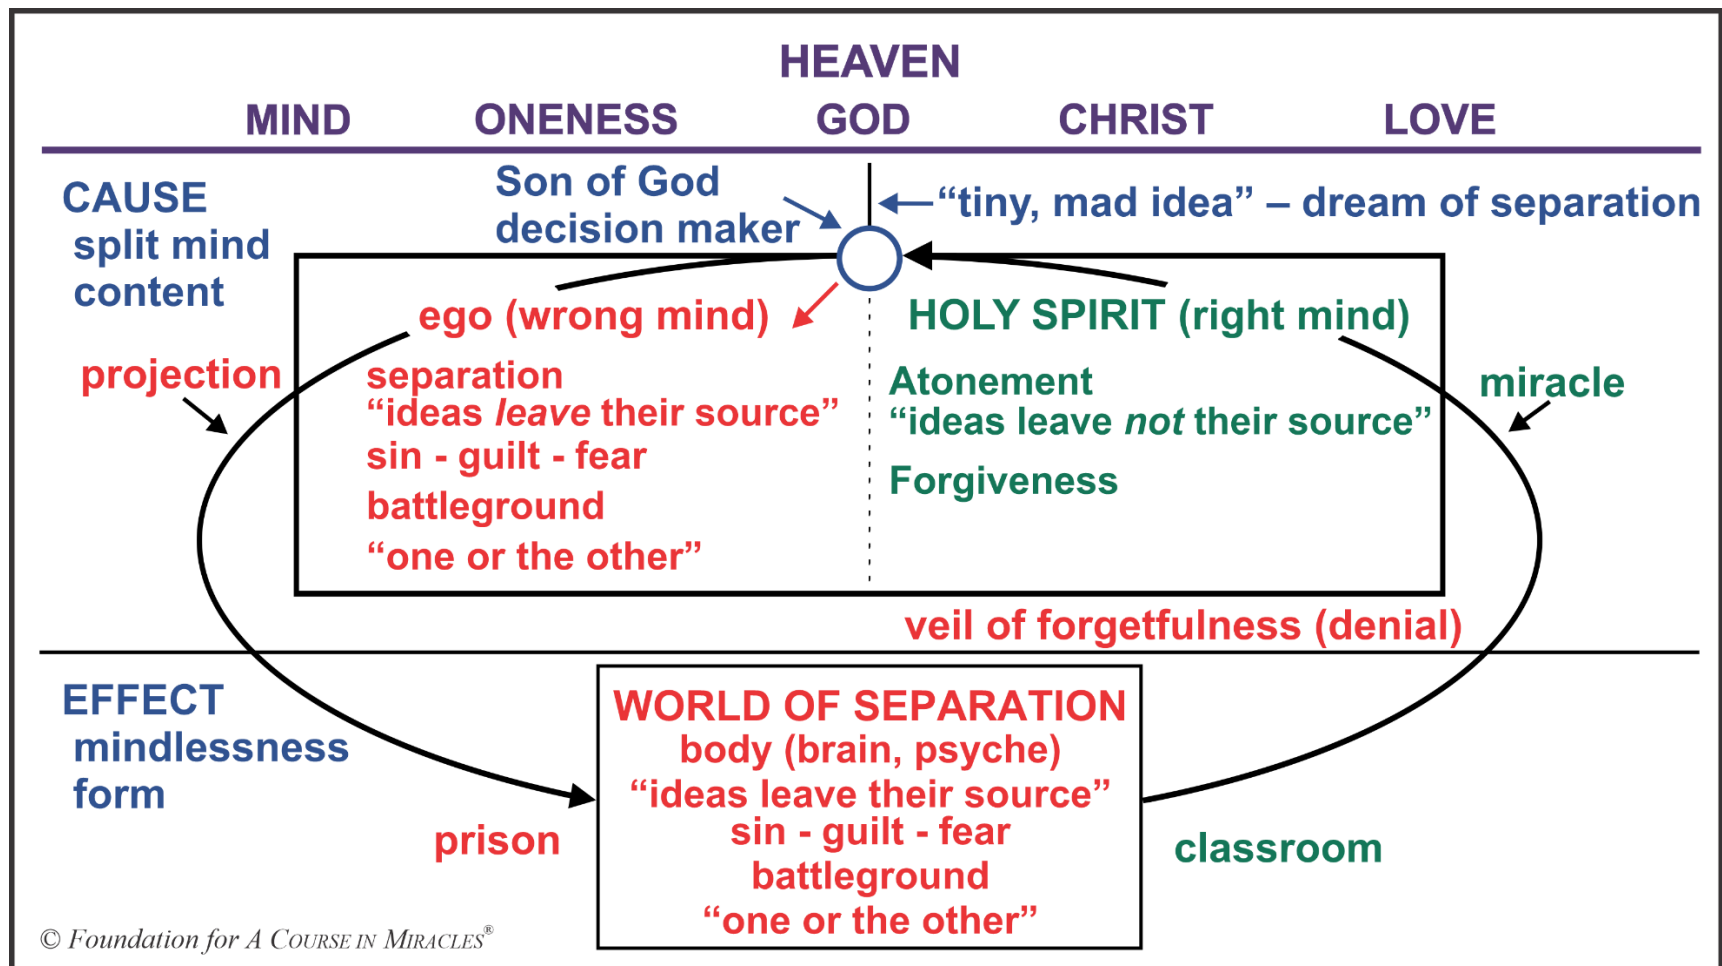 HEAVEN
MIND ONENESS GOD CHRIST LOVE
CAUSE
split mind
content
Son of God
decision maker
“tiny, mad idea” – dream of separation
ego (wrong mind)
HOLY SPIRIT (right mind)
projection
separation
“ideas leave their source”
sin - guilt - fear
battleground
“one or the other”
Atonement
“ideas leave not their source”
Forgiveness
miracle
veil of forgetfulness (denial)
EFFECT
mindlessness
form
prison
WORLD OF SEPARATION
body (brain, psyche)
“ideas leave their source”
sin - guilt - fear
battleground
“one or the other”
classroom
© Foundation for A COURSE IN MIRACLES®